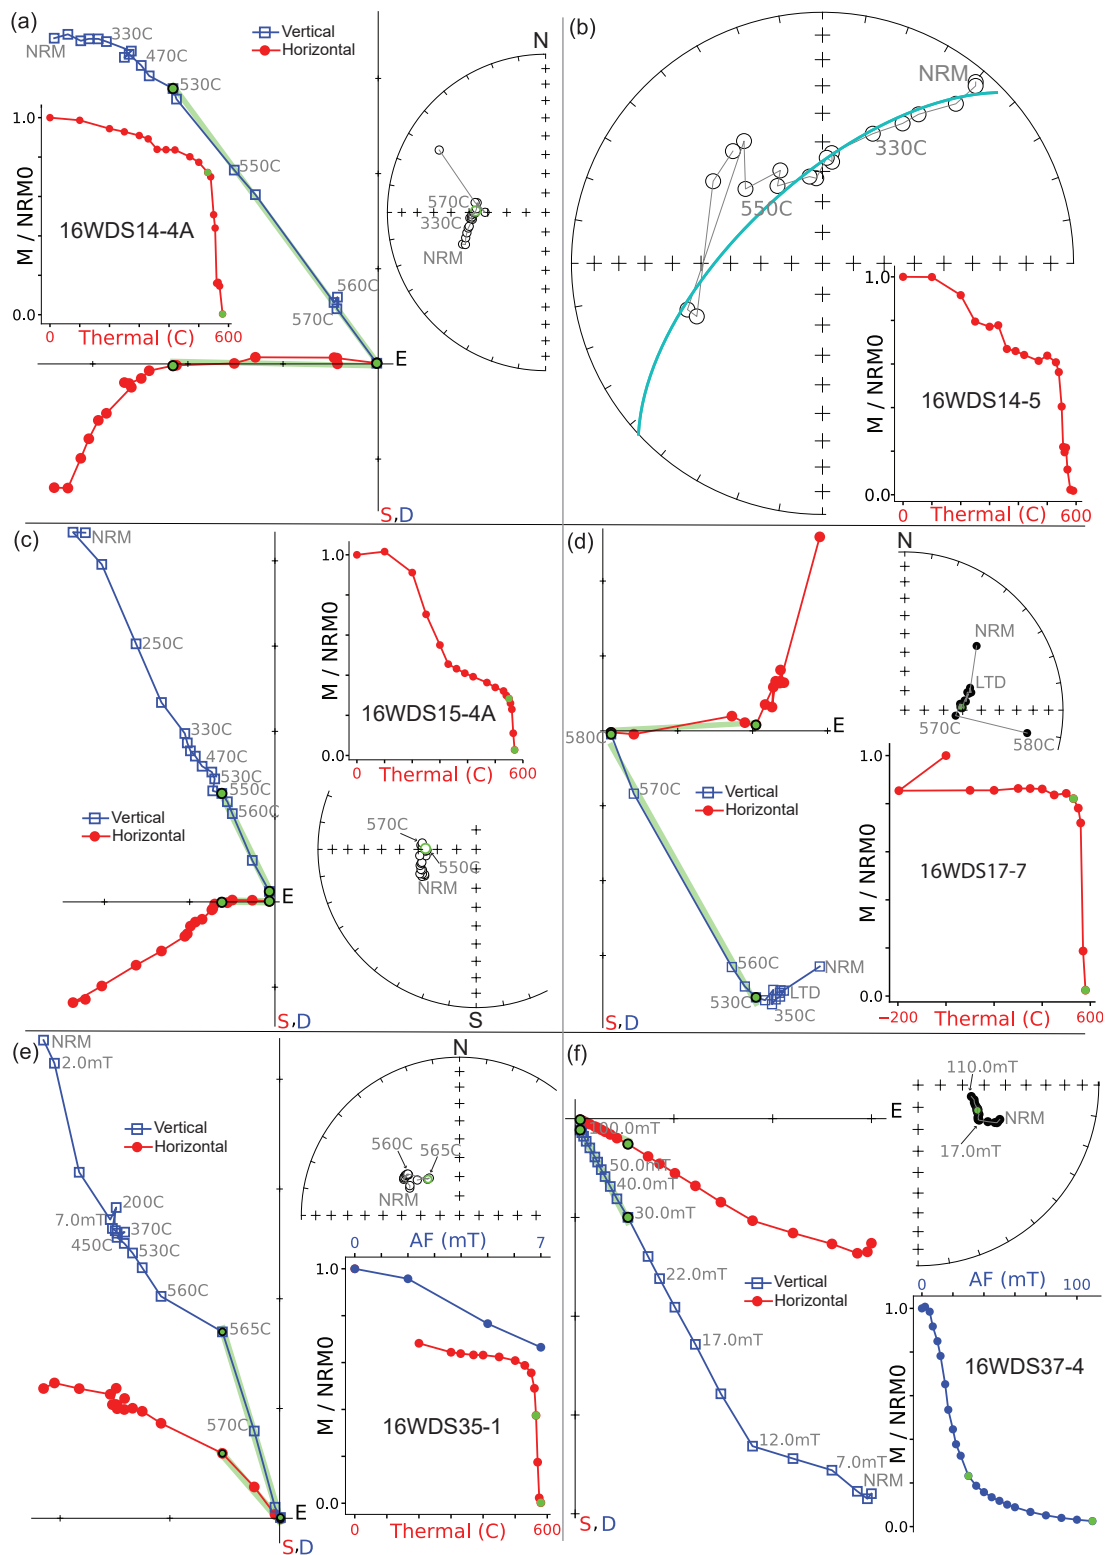 (a)
330C
NRM
470C
530C
Vertical
Horizontal
N
1.0
M / NRM0
0.0
16WDS14-4A
0
Thermal (C)
600
550C
560C
570C
E
S,D
570C
330C
NRM
(b)
NRM
330C
550C
1.0
M / NRM0
0.0
16WDS14-5
0
Thermal (C)
600
(c)
NRM
250C
330C
470C
530C
550C
560C
Vertical
Horizontal
E
S,D
1.0
M / NRM0
0.0
16WDS15-4A
0
Thermal (C)
600
570C
550C
NRM
S
(d)
E
580C
570C
Vertical
Horizontal
560C
530C
NRM
LTD
350C
S,D
N
NRM
LTD
570C
580C
1.0
M / NRM0
0.0
16WDS17-7
−200
Thermal (C)
600
(e)
NRM
2.0mT
Vertical
Horizontal
200C
7.0mT
370C
450C
530C
560C
565C
570C
E
S,D
N
560C
565C
NRM
0
AF (mT)
7
1.0
M / NRM0
0.0
16WDS35-1
0
Thermal (C)
600
(f)
E
100.0mT
50.0mT
40.0mT
30.0mT
22.0mT
17.0mT
12.0mT
7.0mT
NRM
Vertical
Horizontal
S,D
110.0mT
NRM
17.0mT
0
AF (mT)
100
1.0
M / NRM0
0.0
16WDS37-4